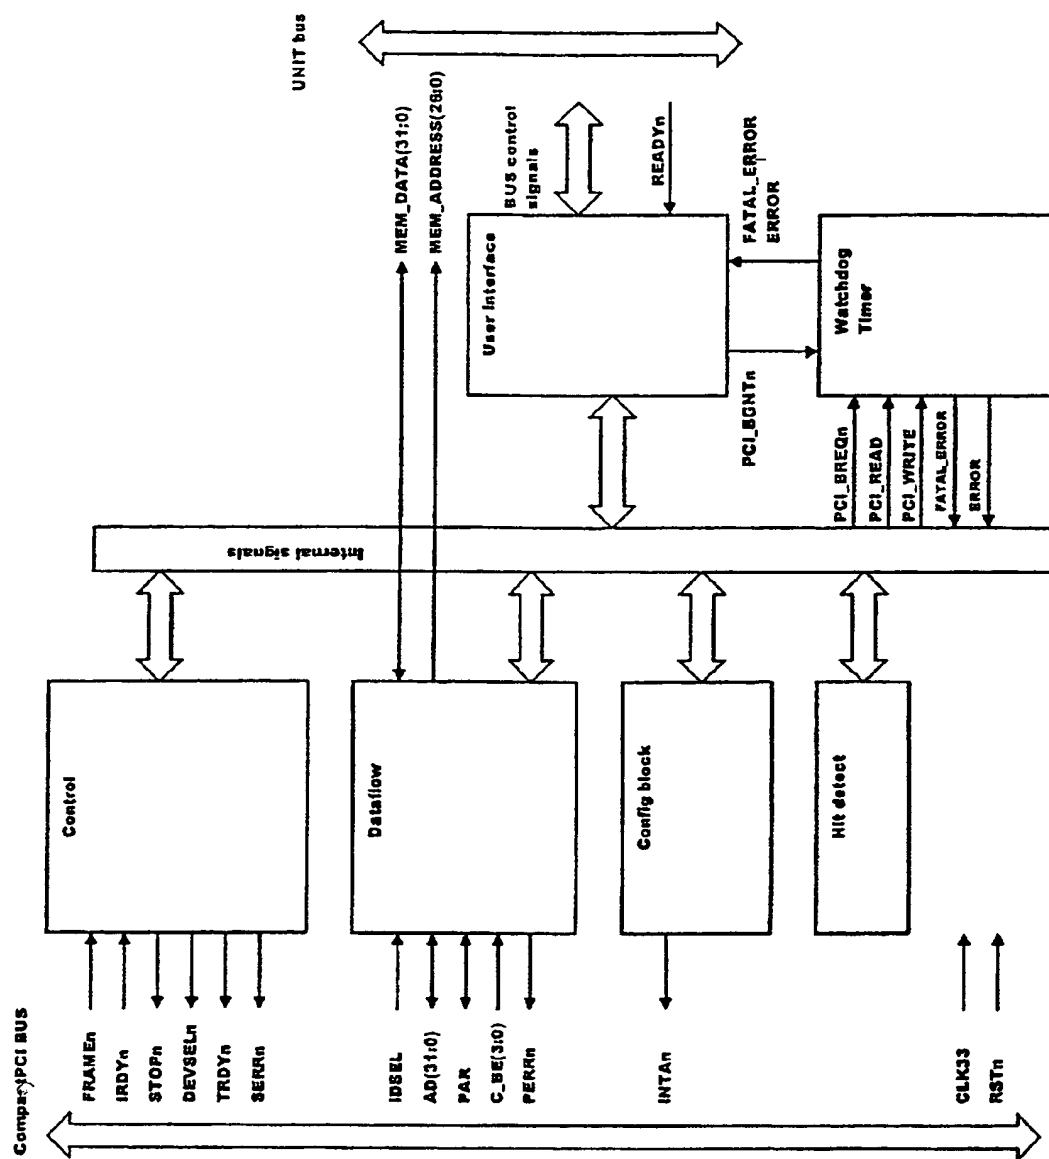 CompactPCI BUS
FRAMEn
IRDYn
STOPn
DEVSELn
TRDYn
SERRn
IDSEL
AD(31:0)
PAR
C_BE(3:0)
PERRn
INTAn
CLK33
RSTn
Control
Dataflow
Config block
Hit detect
Internal signals
PCI_BREQn
PCI_READ
PCI_WRITE
FATAL_ERROR
ERROR
User Interface
Watchdog
Timer
PCI_BGNTn
FATAL_ERROR
ERROR
BUS control
signals
READYn
MEM_DATA(31:0)
MEM_ADDRESS(26:0)
UNIT bus